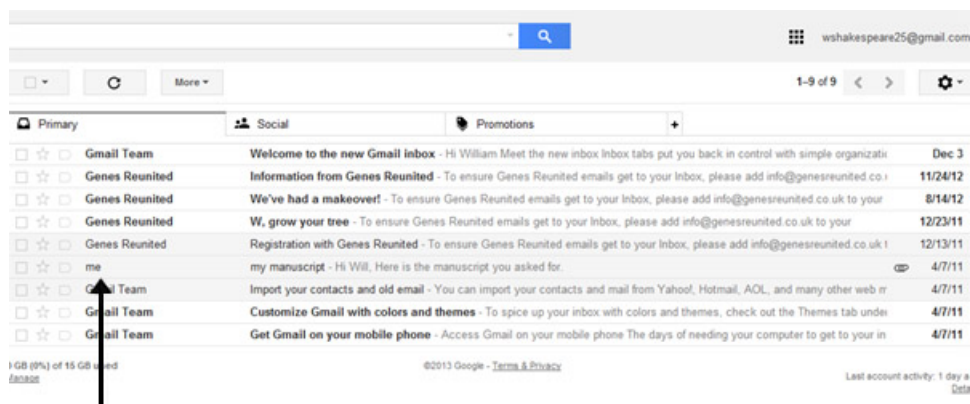 wshakespeare25@gmail.com
More
1–9 of 9
Primary Social Promotions +
Gmail Team Welcome to the new Gmail inbox - Hi William Meet the new inbox Inbox tabs put you back in control with simple Dec 3
Genes Reunited Information from Genes Reunited - To ensure Genes Reunited emails get to your Inbox, please add info@genesreunited.co. 11/24/12
Genes Reunited We've had a makeover! - To ensure Genes Reunited emails get to your Inbox, please add info@genesreunited.co.uk to your 8/14/12
Genes Reunited W, grow your tree - To ensure Genes Reunited emails get to your Inbox, please add info@genesreunited.co.uk to your 12/23/11
Genes Reunited Registration with Genes Reunited - To ensure Genes Reunited emails get to your Inbox, please add info@genesreunited.co.uk 12/13/11
me my manuscript - Hi Will, Here is the manuscript you asked for. 4/7/11
Team Import your contacts and old email - You can import your contacts and mail from Yahoo!, Hotmail, AOL, and many other web 4/7/11
Gmail Team Customize Gmail with colors and themes - To spice up your inbox with colors and themes, check out the Themes tab 4/7/11
Gmail Team Get Gmail on your mobile phone - Access Gmail on your mobile phone The days of needing your computer to get to your in 4/7/11
GB (0%) of 15 GB used ©2013 Google - Terms & Privacy
Manage Last account activity: 1 day